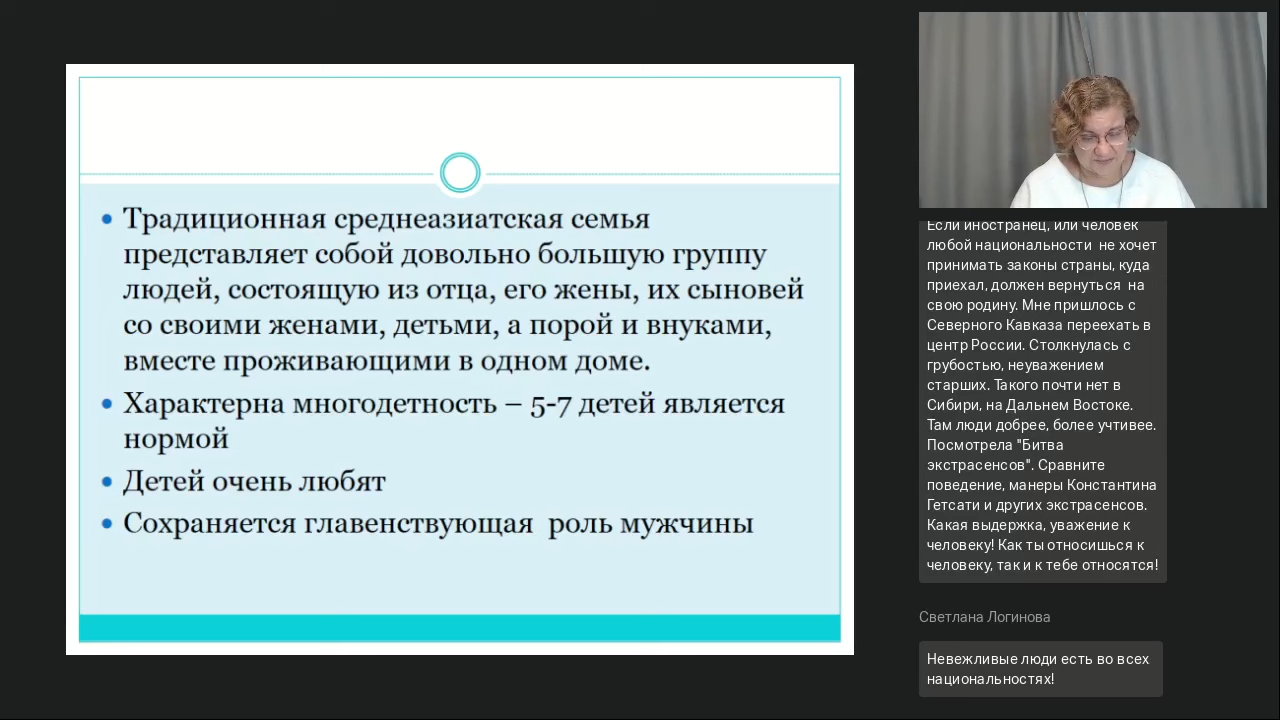 Традиционная среднеазиатская семья
представляет собой довольно большую группу
людей, состоящую из отца, его жены, их сыновей
со своими женами, детьми, а порой и внуками,
вместе проживающими в одном доме.
Характерна многодетность – 5-7 детей является
нормой
Детей очень любят
Сохраняется главенствующая роль мужчины
Если иностранец, или человек
любой национальности не хочет
принимать законы страны, куда
приехал, должен вернуться на
свою родину. Мне пришлось с
Северного Кавказа переехать в
центр России. Столкнулась с
грубостью, неуважением
старших. Такого почти нет в
Сибири, на Дальнем Востоке.
Там люди добрее, более учтивее.
Посмотрела "Битва
экстрасенсов". Сравните
поведение, манеры Константина
Гетсати и других экстрасенсов.
Какая выдержка, уважение к
человеку! Как ты относишься к
человеку, так и к тебе относятся!
Светлана Логинова
Невежливые люди есть во всех
национальностях!